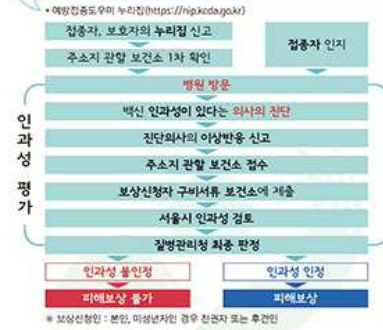 • 예방접종도우미 누리집(https://nip.kcda.go.kr)
접종자, 보호자의 누리집 신고
접종자 인지
주소지 관할 보건소 1차 확인
병원 방문
백신 인과성이 있다는 의사의 진단
진단의사의 이상반응 신고
주소지 관할 보건소 접수
보상신청자 구비서류 보건소에 제출
서울시 인과성 검토
질병관리청 최종 판정
인과성 평가
인과성 불인정
인과성 인정
피해보상 불가
피해보상
※ 보상신청인 : 본인, 미성년자인 경우 친권자 또는 후견인